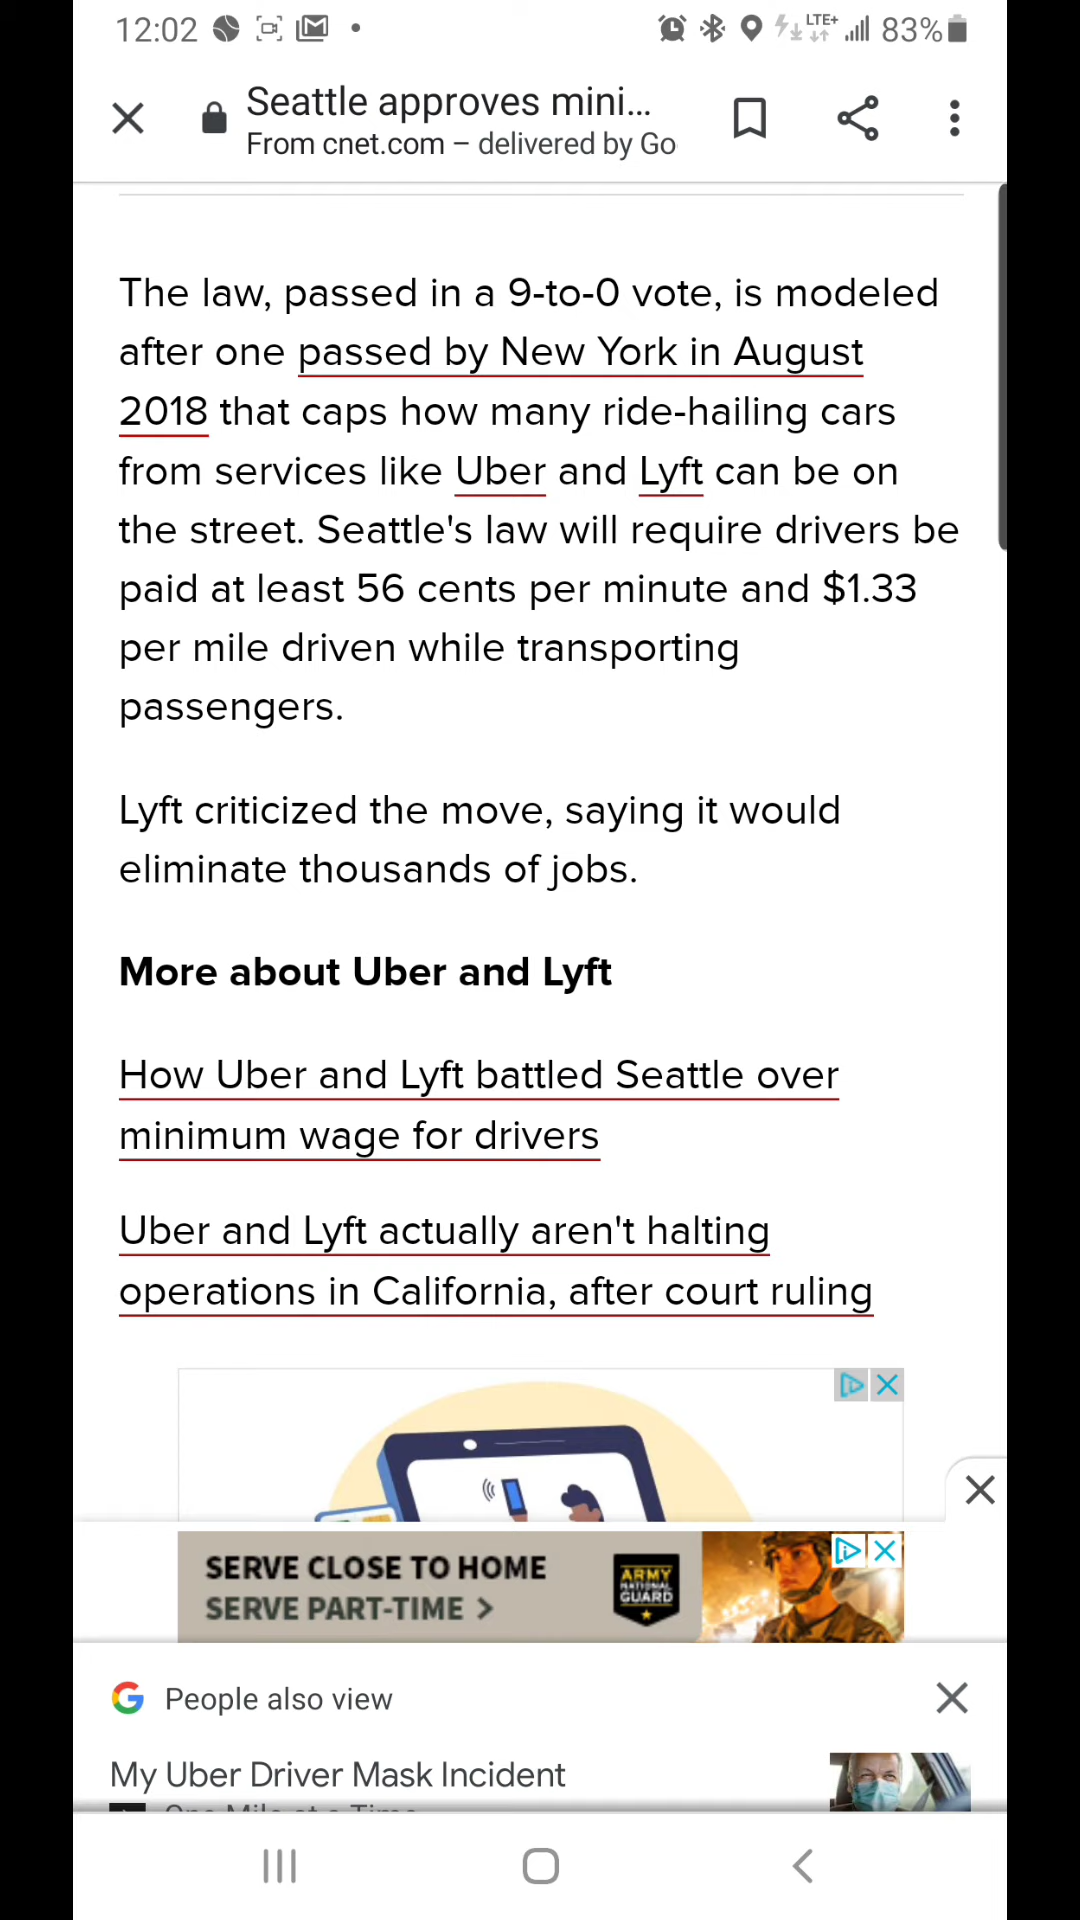 12:02
LTE+
83%
Seattle approves mini...
From cnet.com – delivered by Go
The law, passed in a 9-to-0 vote, is modeled
after one passed by New York in August
2018 that caps how many ride-hailing cars
from services like Uber and Lyft can be on
the street. Seattle's law will require drivers be
paid at least 56 cents per minute and $1.33
per mile driven while transporting
passengers.
Lyft criticized the move, saying it would
eliminate thousands of jobs.
More about Uber and Lyft
How Uber and Lyft battled Seattle over
minimum wage for drivers
Uber and Lyft actually aren't halting
operations in California, after court ruling
SERVE CLOSE TO HOME
SERVE PART-TIME >
ARMY
NATIONAL
GUARD
People also view
My Uber Driver Mask Incident
One Mile at a Time